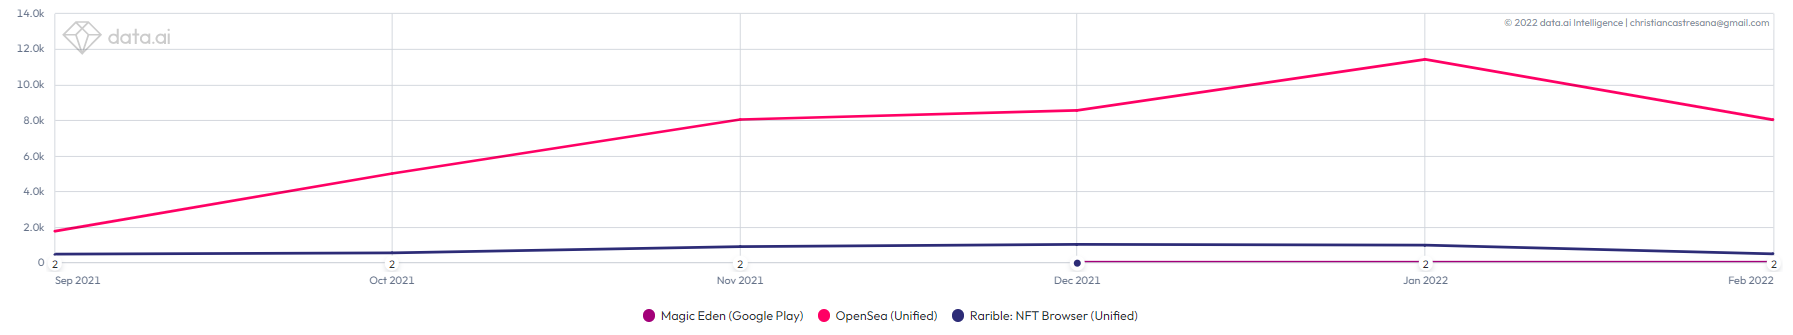 14.0k
data.ai
© 2022 data.ai Intelligence | christiancastresana@gmail.com
12.0k
10.0k
8.0k
6.0k
4.0k
2.0k
0
2 2 2 2 2
Sep 2021 Oct 2021 Nov 2021 Dec 2021 Jan 2022 Feb 2022
Magic Eden (Google Play) OpenSea (Unified) Rarible: NFT Browser (Unified)